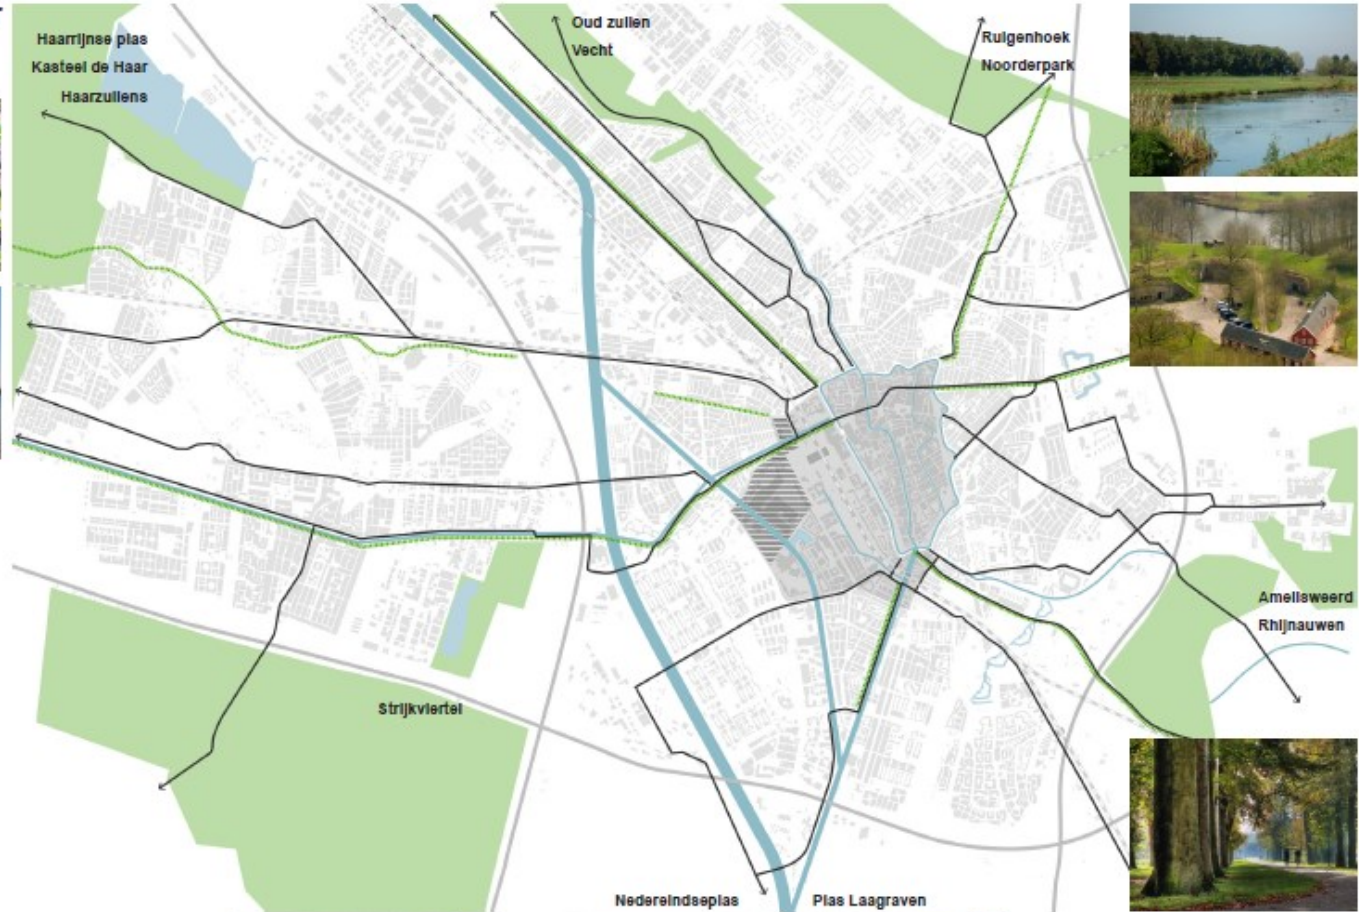 Haarrijnse plas
Kasteel de Haar
Haarzuilens
Oud zuilen
Vecht
Ruigenhoek
Noorderpark
Amelisweerd
Rhijnauwen
Strijkviertel
Nedereindseplas
Plas Laagraven